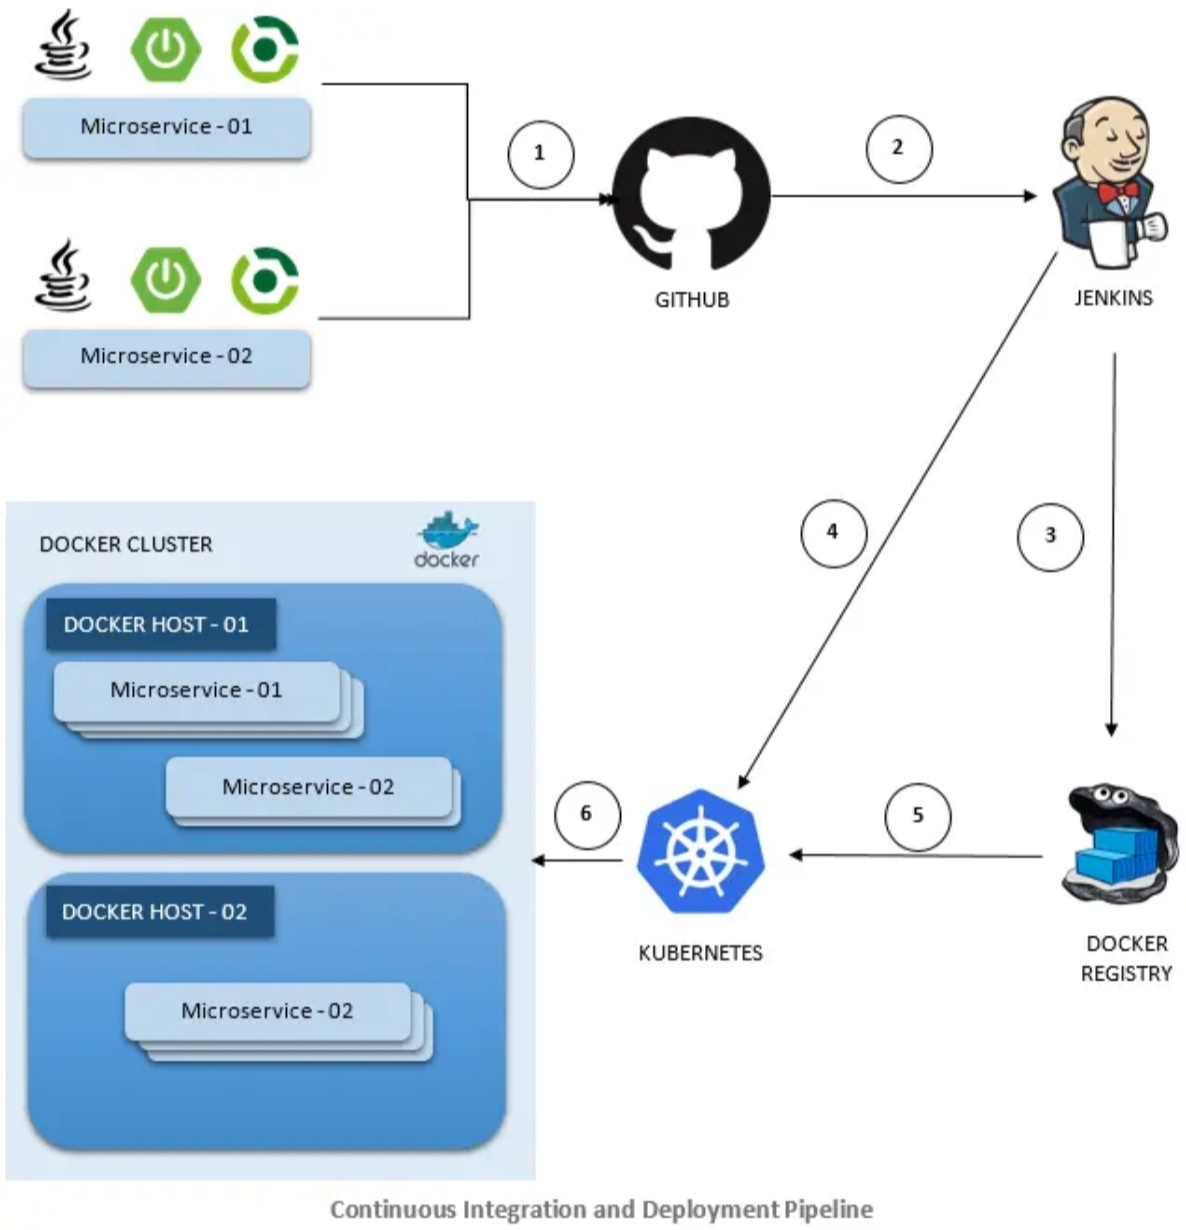 Microservice - 01
1
2
GITHUB
JENKINS
Microservice - 02
4
3
DOCKER CLUSTER
docker
DOCKER HOST - 01
Microservice - 01
Microservice - 02
6
5
DOCKER HOST - 02
Microservice - 02
KUBERNETES
DOCKER
REGISTRY
Continuous Integration and Deployment Pipeline